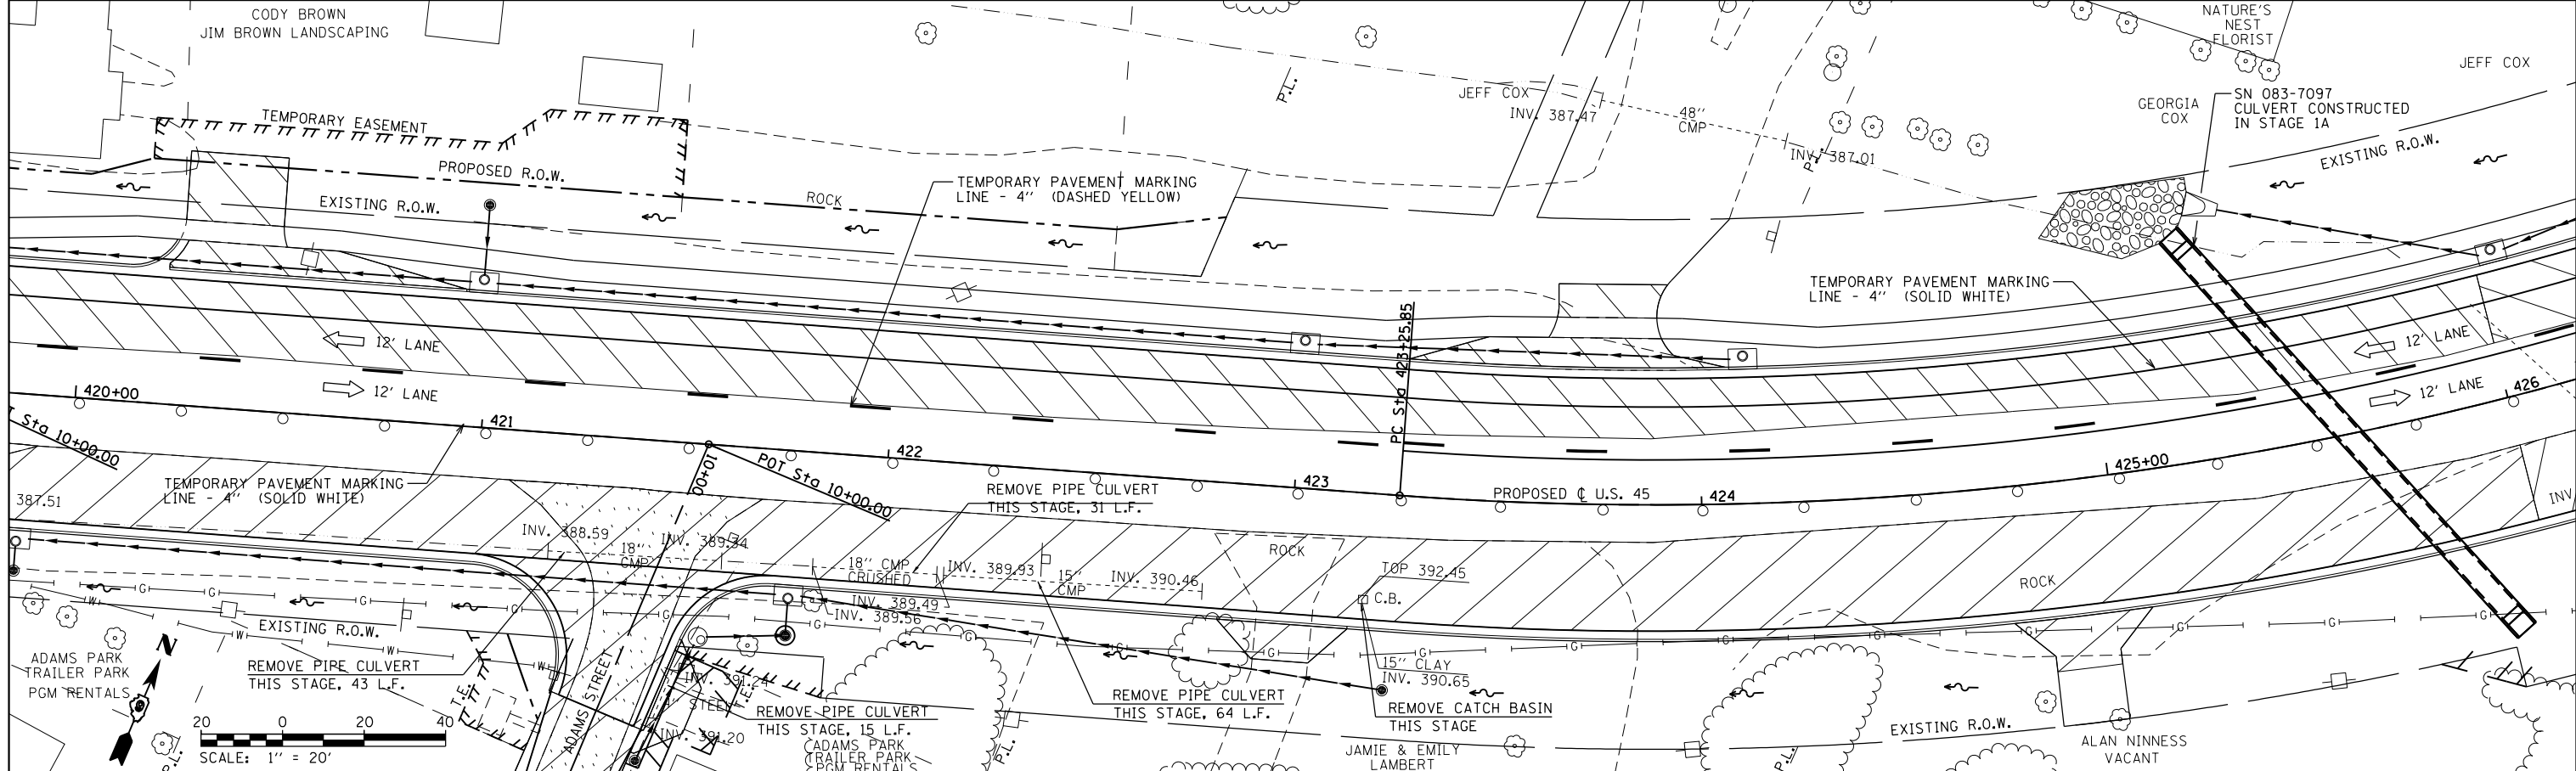 CODY BROWN
JIM BROWN LANDSCAPING
TEMPORARY EASEMENT
PROPOSED R.O.W.
EXISTING R.O.W.
ROCK
TEMPORARY PAVEMENT MARKING
LINE - 4'' (DASHED YELLOW)
P.L.
JEFF COX
INV. 387.47
48''
CMP
INV. 387.01
P.L.
NATURE'S
NEST
FLORIST
JEFF COX
GEORGIA
COX
SN 083-7097
CULVERT CONSTRUCTED
IN STAGE 1A
EXISTING R.O.W.
TEMPORARY PAVEMENT MARKING
LINE - 4'' (SOLID WHITE)
12' LANE
12' LANE
12' LANE
12' LANE
420+00
421
422
423
424
425+00
426
PC Sta 423+25.85
PROPOSED ℄ U.S. 45
Sta 10+00.00
10+00
POT Sta 10+00.00
387.51
TEMPORARY PAVEMENT MARKING
LINE - 4'' (SOLID WHITE)
REMOVE PIPE CULVERT
THIS STAGE, 31 L.F.
INV. 388.59
18''
CMP
INV. 389.34
18'' CMP
CRUSHED
INV. 389.93
15''
CMP
INV. 390.46
INV. 389.49
INV. 389.56
ROCK
TOP 392.45
C.B.
ROCK
INV
G G G G G G G G G G G G G G G
W W W W
EXISTING R.O.W.
ADAMS PARK
TRAILER PARK
PGM RENTALS
N
REMOVE PIPE CULVERT
THIS STAGE, 43 L.F.
T.E.
ADAMS STREET
INV. 391.24
STEEL
T.E.
INV. 391.20
REMOVE PIPE CULVERT
THIS STAGE, 15 L.F.
CADAMS PARK
TRAILER PARK
PGM RENTALS
P.L.
REMOVE PIPE CULVERT
THIS STAGE, 64 L.F.
15'' CLAY
INV. 390.65
REMOVE CATCH BASIN
THIS STAGE
JAMIE & EMILY
LAMBERT
P.L.
EXISTING R.O.W.
ALAN NINNESS
VACANT
20 0 20 40
SCALE: 1'' = 20'
P.L.